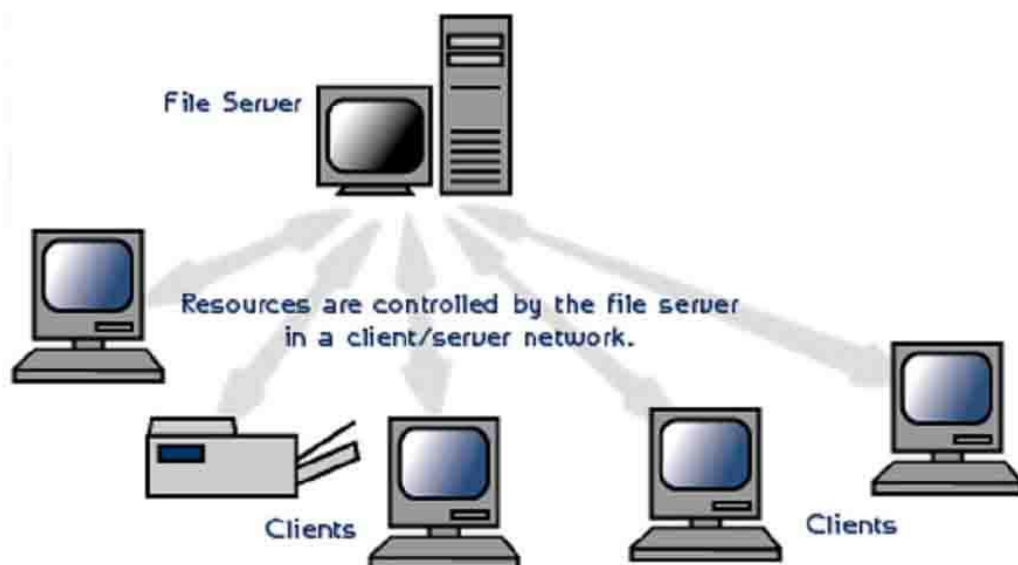 File Server
Resources are controlled by the file server
in a client/server network.
Clients
Clients